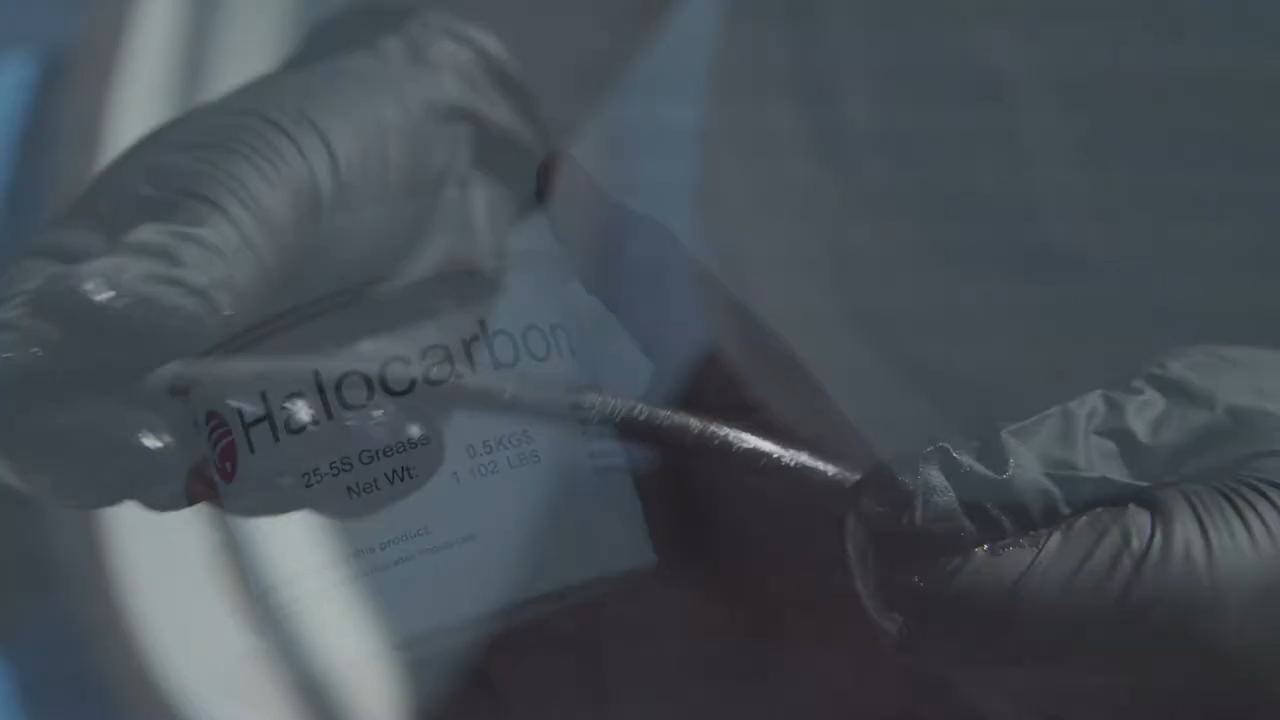 Halocarbon
25-5S Grease
Net Wt: 0.5KGS
1.102 LBS
this product.